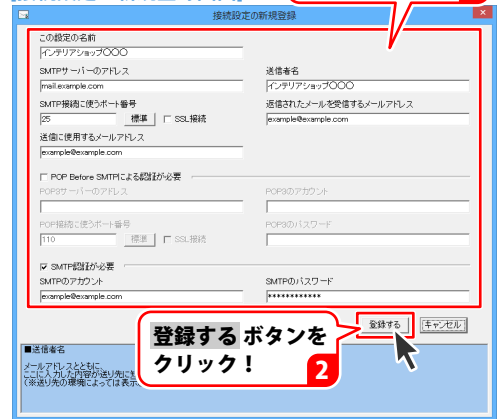 接続設定の新規登録
この設定の名前
インテリアショップ〇〇〇
SMTPサーバーのアドレス
mail.example.com
送信者名
インテリアショップ〇〇〇
SMTP接続に使うポート番号
25 標準 SSL接続
返信されたメールを受信するメールアドレス
example@example.com
送信に使用するメールアドレス
example@example.com
POP Before SMTPによる認証が必要
POP3サーバーのアドレス
POP3のアカウント
POP接続に使うポート番号
110 標準 SSL接続
POP3のパスワード
SMTP認証が必要
SMTPのアカウント
example@example.com
SMTPのパスワード
************
登録する キャンセル
登録する ボタンを
クリック！
2
■送信者名
メールアドレスとともに、
ここに入力した内容が送り先に
(※送り先の環境によっては表示